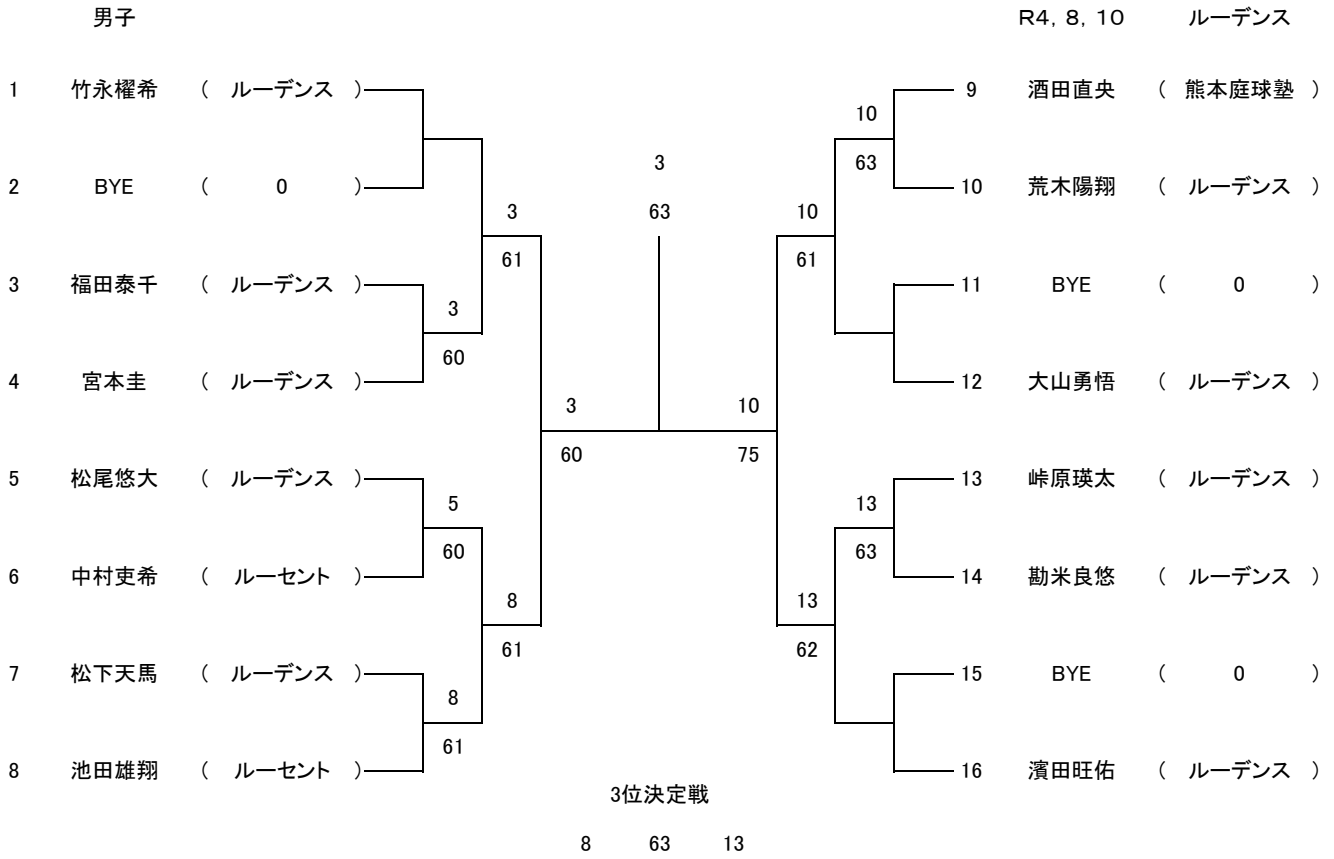 男子 R4, 8, 10 ルーデンス
1 竹永櫂希 ( ルーデンス ) 9 酒田直央 ( 熊本庭球塾 )
10
3 63
2 BYE ( 0 ) 10 荒木陽翔 ( ルーデンス )
3 63 10
61 61
3 福田泰千 ( ルーデンス ) 11 BYE ( 0 )
3
60
4 宮本圭 ( ルーデンス ) 12 大山勇悟 ( ルーデンス )
3 10
60 75
5 松尾悠大 ( ルーデンス ) 13 峠原瑛太 ( ルーデンス )
5 13
60 63
6 中村吏希 ( ルーセント ) 14 勘米良悠 ( ルーデンス )
8 13
61 62
7 松下天馬 ( ルーデンス ) 15 BYE ( 0 )
8
61
8 池田雄翔 ( ルーセント ) 16 濱田旺佑 ( ルーデンス )
3位決定戦
8 63 13